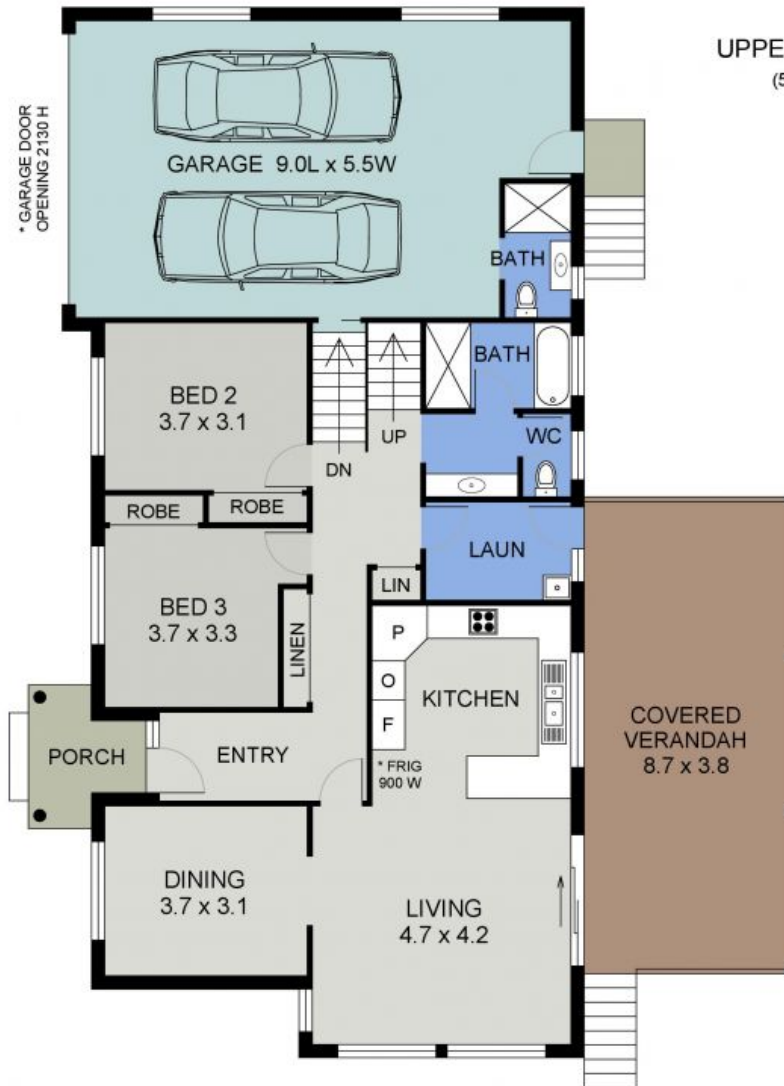 UPPE
(5
* GARAGE DOOR
OPENING 2130 H
GARAGE 9.0L x 5.5W
BATH
BATH
BED 2
3.7 x 3.1
UP
WC
DN
ROBE
ROBE
LAUN
BED 3
3.7 x 3.3
LIN
LINEN
P
O
F
KITCHEN
* FRIG
900 W
COVERED
VERANDAH
8.7 x 3.8
PORCH
ENTRY
DINING
3.7 x 3.1
LIVING
4.7 x 4.2